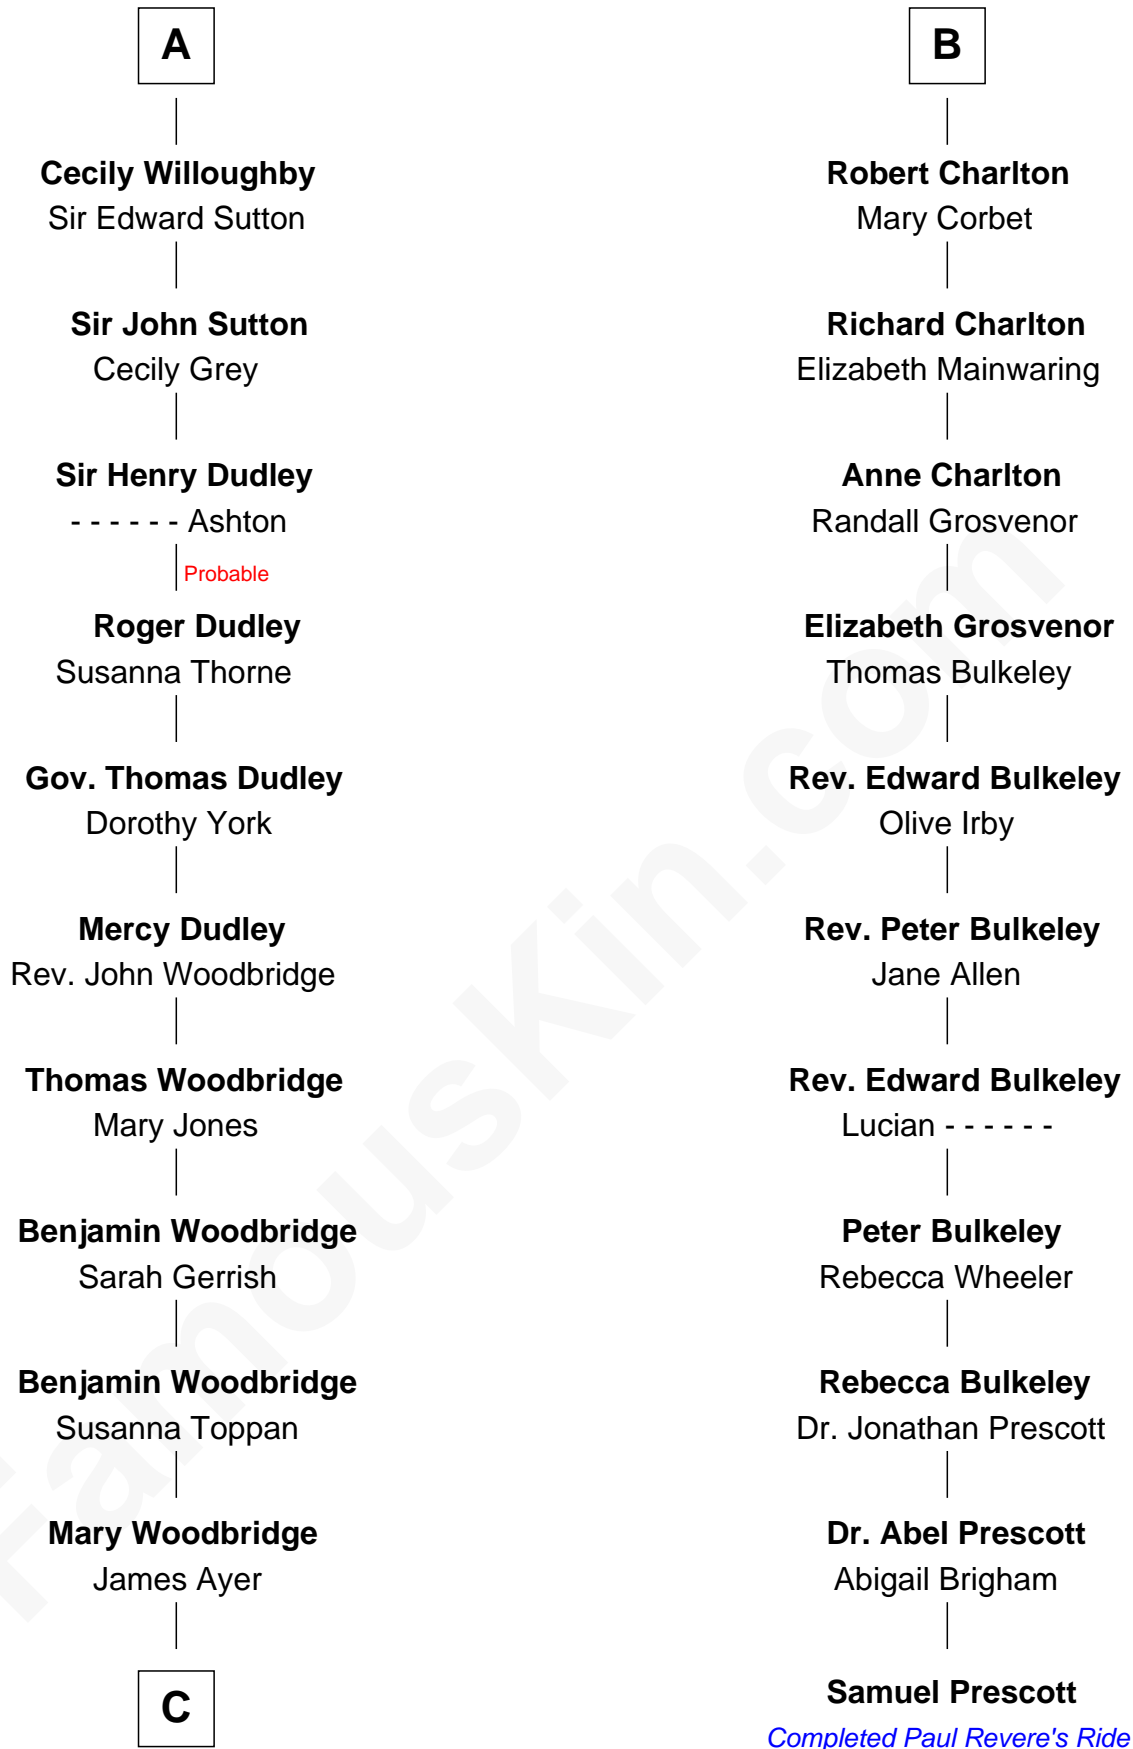 A
Cecily Willoughby
Sir Edward Sutton
Sir John Sutton
Cecily Grey
Sir Henry Dudley
- - - - - - Ashton
Probable
Roger Dudley
Susanna Thorne
Gov. Thomas Dudley
Dorothy York
Mercy Dudley
Rev. John Woodbridge
Thomas Woodbridge
Mary Jones
Benjamin Woodbridge
Sarah Gerrish
Benjamin Woodbridge
Susanna Toppan
Mary Woodbridge
James Ayer
C
B
Robert Charlton
Mary Corbet
Richard Charlton
Elizabeth Mainwaring
Anne Charlton
Randall Grosvenor
Elizabeth Grosvenor
Thomas Bulkeley
Rev. Edward Bulkeley
Olive Irby
Rev. Peter Bulkeley
Jane Allen
Rev. Edward Bulkeley
Lucian - - - - - -
Peter Bulkeley
Rebecca Wheeler
Rebecca Bulkeley
Dr. Jonathan Prescott
Dr. Abel Prescott
Abigail Brigham
Samuel Prescott
Completed Paul Revere's Ride
FamousKin.com